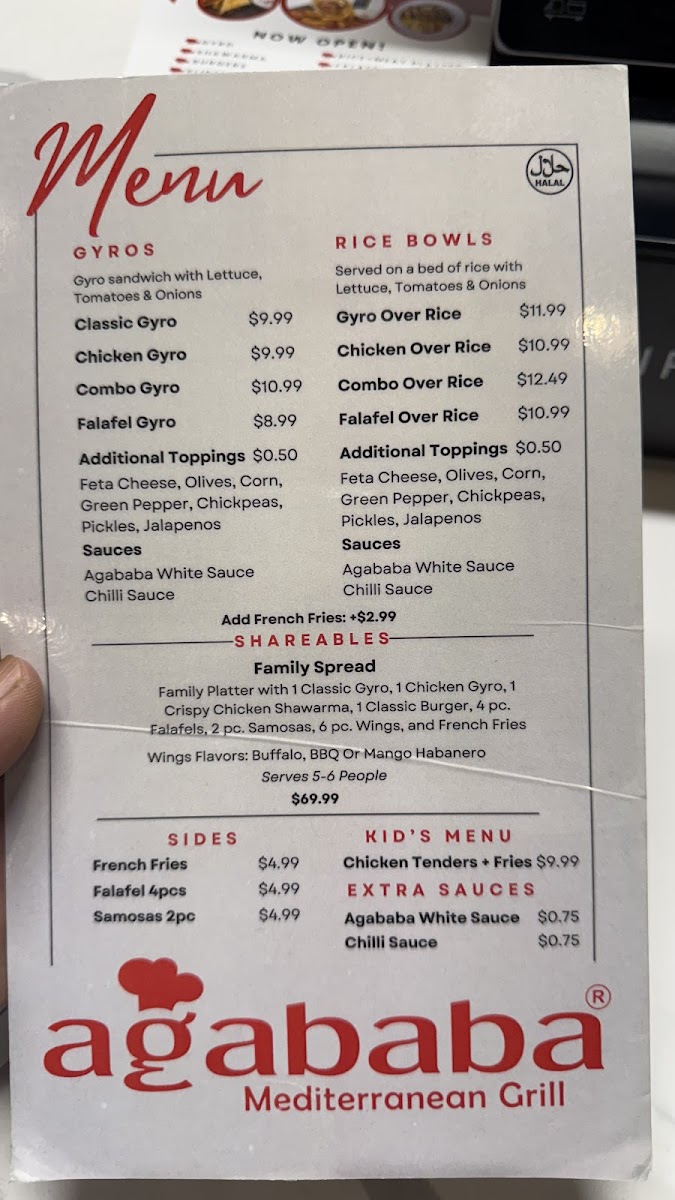 NOW OPEN!
Menu
حلال
HALAL
GYROS
Gyro sandwich with Lettuce,
Tomatoes & Onions
Classic Gyro $9.99
Chicken Gyro $9.99
Combo Gyro $10.99
Falafel Gyro $8.99
Additional Toppings $0.50
Feta Cheese, Olives, Corn,
Green Pepper, Chickpeas,
Pickles, Jalapenos
Sauces
Agababa White Sauce
Chilli Sauce
RICE BOWLS
Served on a bed of rice with
Lettuce, Tomatoes & Onions
Gyro Over Rice $11.99
Chicken Over Rice $10.99
Combo Over Rice $12.49
Falafel Over Rice $10.99
Additional Toppings $0.50
Feta Cheese, Olives, Corn,
Green Pepper, Chickpeas,
Pickles, Jalapenos
Sauces
Agababa White Sauce
Chilli Sauce
Add French Fries: +$2.99
SHAREABLES
Family Spread
Family Platter with 1 Classic Gyro, 1 Chicken Gyro, 1
Crispy Chicken Shawarma, 1 Classic Burger, 4 pc.
Falafels, 2 pc. Samosas, 6 pc. Wings, and French Fries
Wings Flavors: Buffalo, BBQ Or Mango Habanero
Serves 5-6 People
$69.99
SIDES
French Fries $4.99
Falafel 4pcs $4.99
Samosas 2pc $4.99
KID'S MENU
Chicken Tenders + Fries $9.99
EXTRA SAUCES
Agababa White Sauce $0.75
Chilli Sauce $0.75
agababa®
Mediterranean Grill